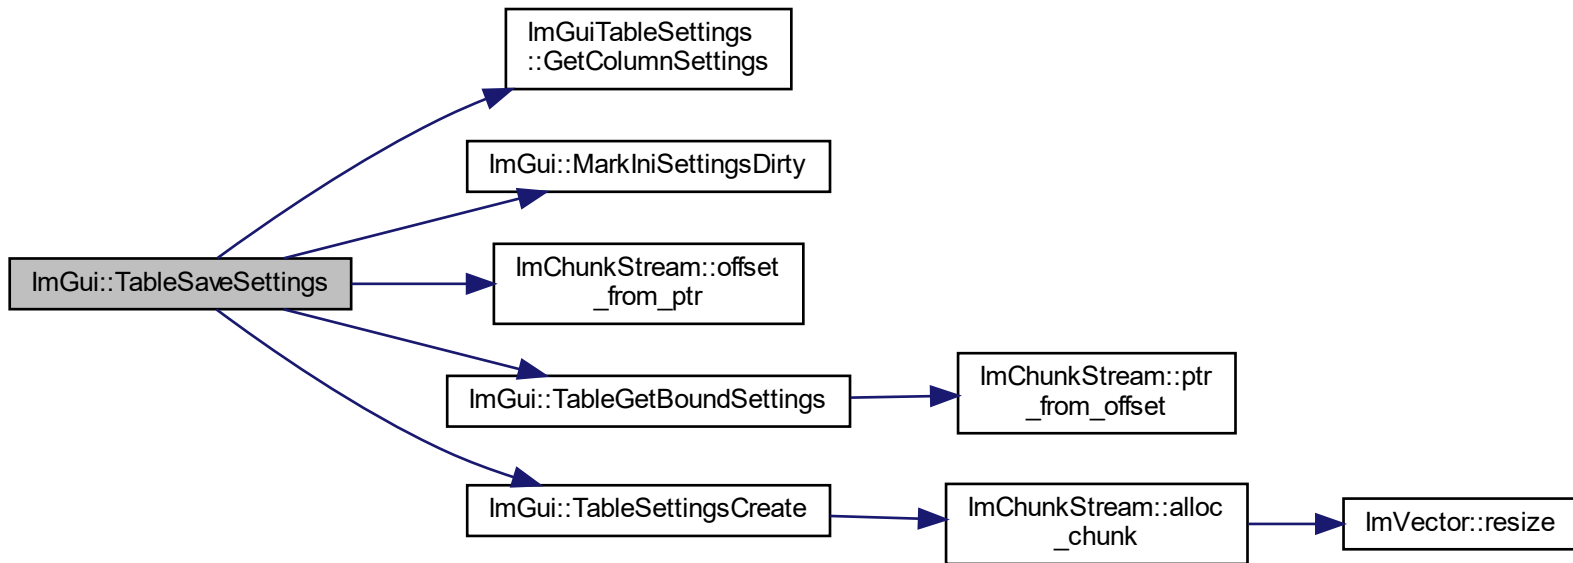 ImGuiTableSettings
::GetColumnSettings
ImGui::MarkIniSettingsDirty
ImGui::TableSaveSettings
ImChunkStream::offset
_from_ptr
ImGui::TableGetBoundSettings
ImChunkStream::ptr
_from_offset
ImGui::TableSettingsCreate
ImChunkStream::alloc
_chunk
ImVector::resize